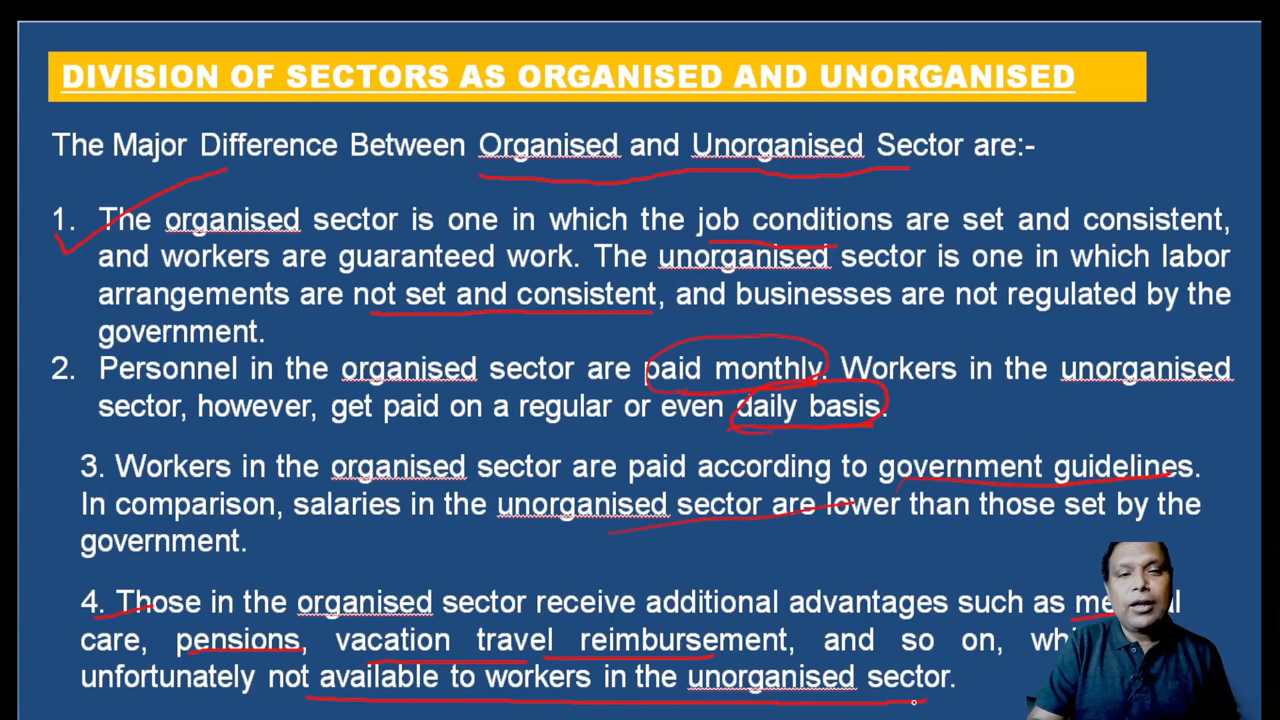 DIVISION OF SECTORS AS ORGANISED AND UNORGANISED
The Major Difference Between Organised and Unorganised Sector are:-
1. The organised sector is one in which the job conditions are set and consistent,
and workers are guaranteed work. The unorganised sector is one in which labor
arrangements are not set and consistent, and businesses are not regulated by the
government.
2. Personnel in the organised sector are paid monthly. Workers in the unorganised
sector, however, get paid on a regular or even daily basis.
3. Workers in the organised sector are paid according to government guidelines.
In comparison, salaries in the unorganised sector are lower than those set by the
government.
4. Those in the organised sector receive additional advantages such as
care, pensions, vacation travel reimbursement, and so on,
unfortunately not available to workers in the unorganised sector.